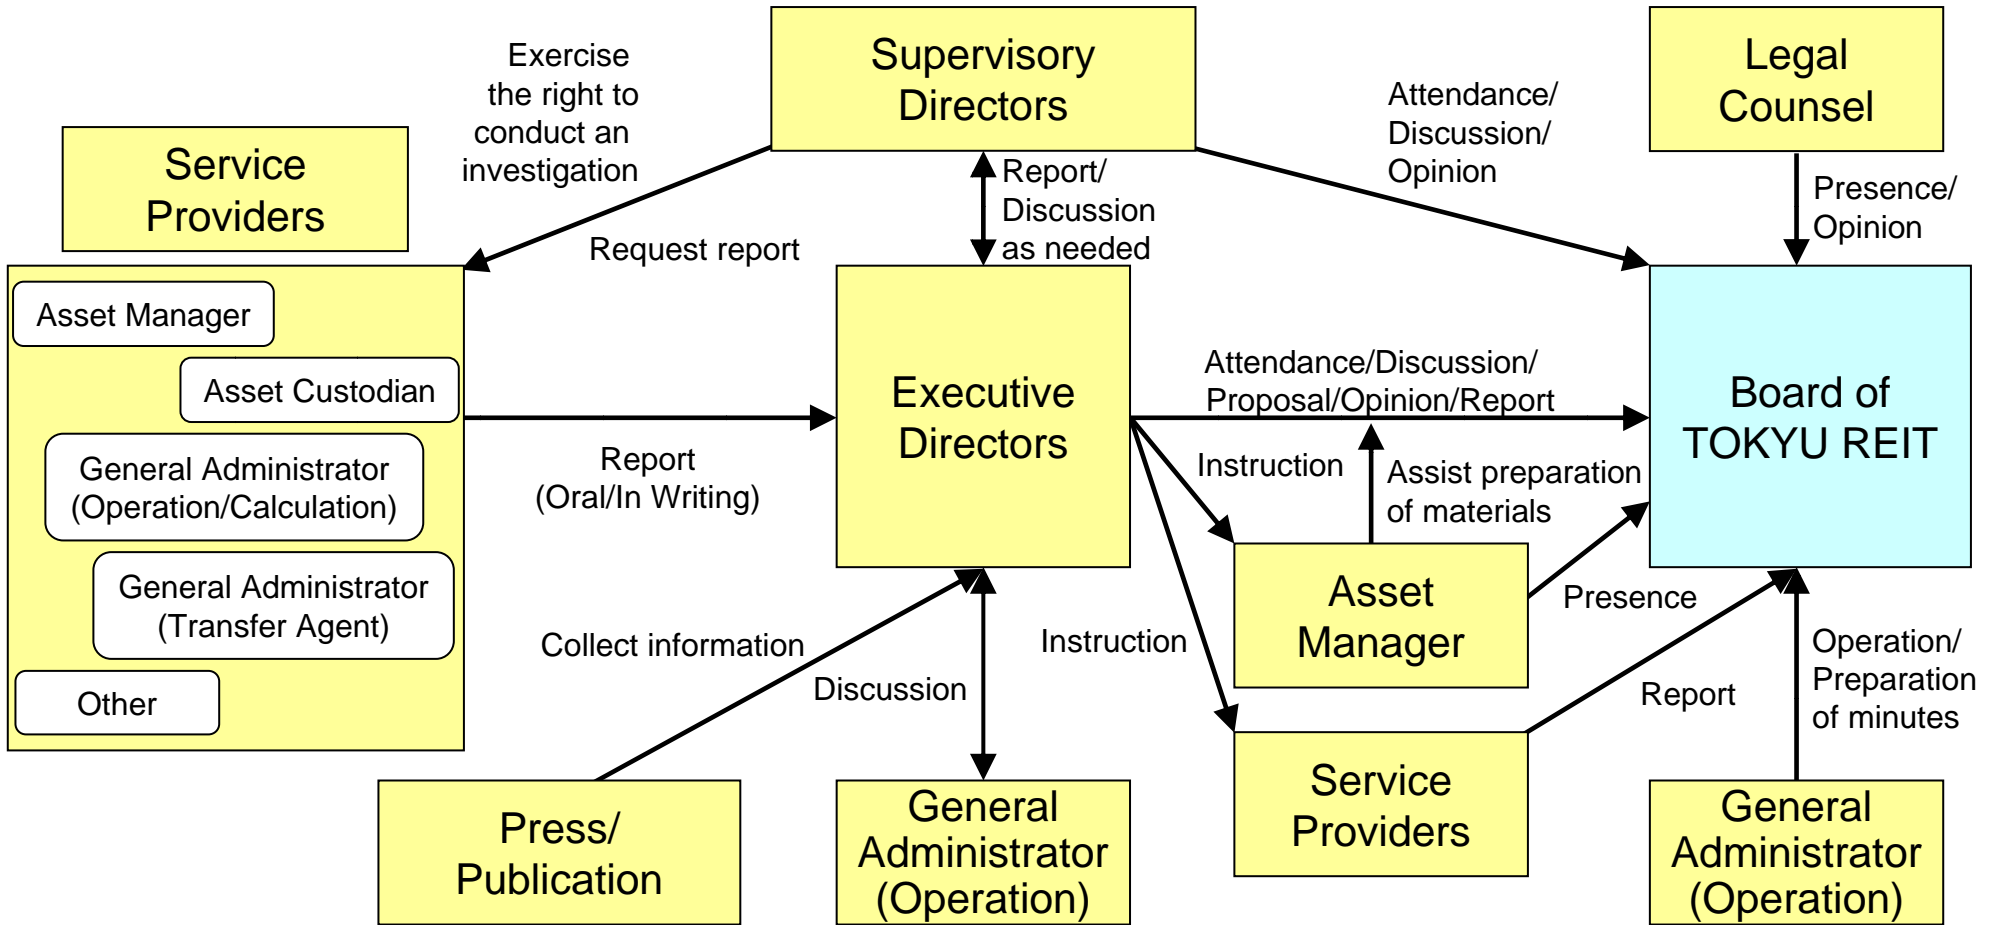 Exercise
the right to
conduct an
investigation
Supervisory
Directors
Attendance/
Discussion/
Opinion
Legal
Counsel
Service
Providers
Request report
Report/
Discussion
as needed
Presence/
Opinion
Asset Manager
Asset Custodian
General Administrator
(Operation/Calculation)
General Administrator
(Transfer Agent)
Other
Report
(Oral/In Writing)
Executive
Directors
Attendance/Discussion/
Proposal/Opinion/Report
Board of
TOKYU REIT
Instruction
Assist preparation
of materials
Asset
Manager
Presence
Collect information
Discussion
Instruction
Report
Operation/
Preparation
of minutes
Press/
Publication
General
Administrator
(Operation)
Service
Providers
General
Administrator
(Operation)